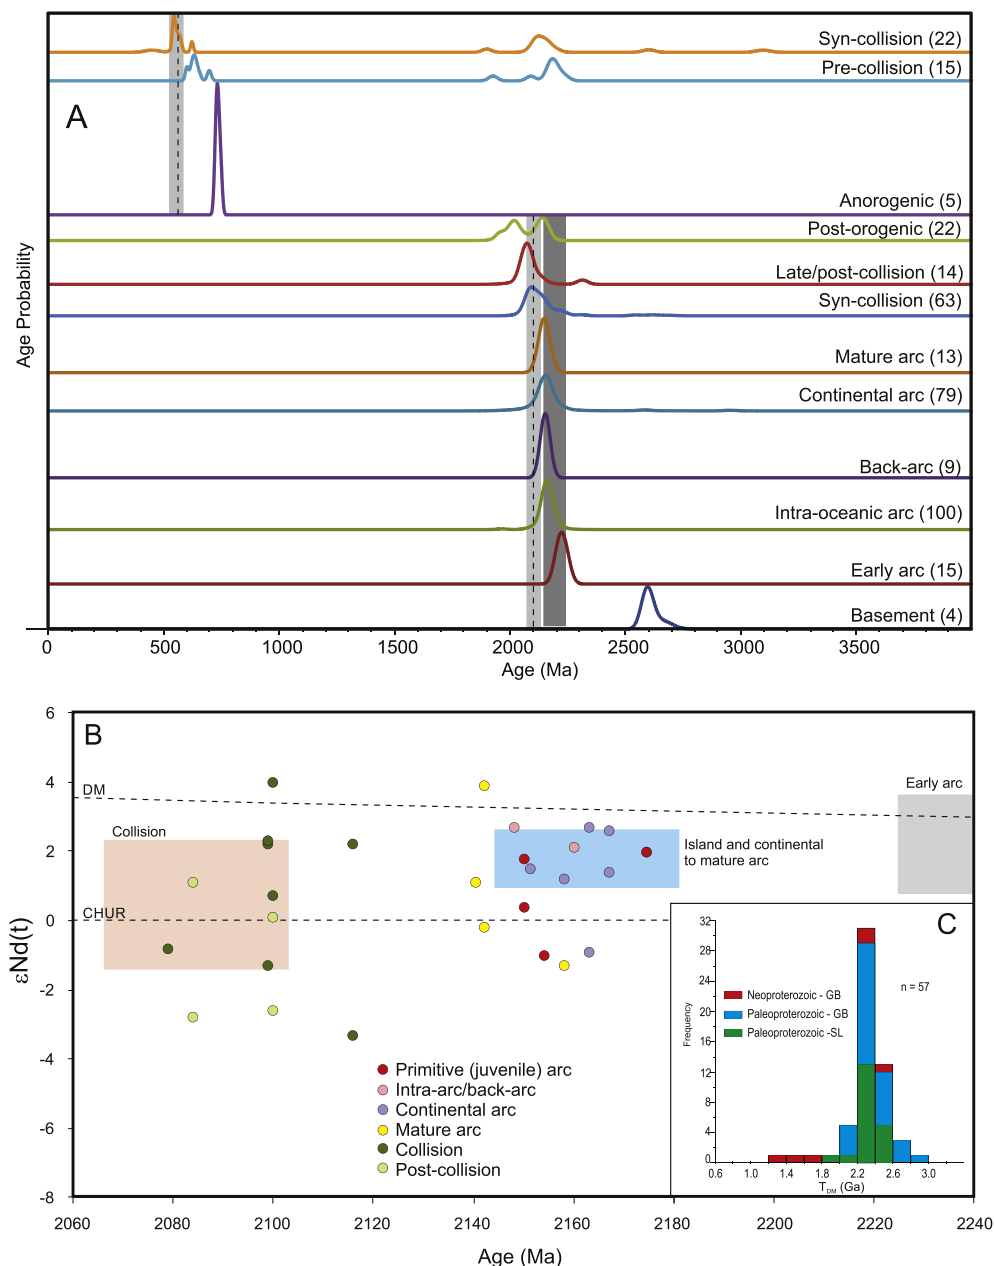 Syn-collision (22)
Pre-collision (15)
A
Anorogenic (5)
Post-orogenic (22)
Late/post-collision (14)
Syn-collision (63)
Mature arc (13)
Continental arc (79)
Back-arc (9)
Intra-oceanic arc (100)
Early arc (15)
Basement (4)
Age Probability
0 500 1000 1500 2000 2500 3000 3500
Age (Ma)
B
6
4
2
0
-2
-4
-6
-8
εNd(t)
DM
Early arc
Collision
Island and continental
to mature arc
CHUR
Primitive (juvenile) arc
Intra-arc/back-arc
Continental arc
Mature arc
Collision
Post-collision
2060 2080 2100 2120 2140 2160 2180 2200 2220 2240
Age (Ma)
C
32
28
24
20
16
12
8
4
0
Frequency
n = 57
Neoproterozoic - GB
Paleoproterozoic - GB
Paleoproterozoic -SL
0.6 1.0 1.4 1.8 2.2 2.6 3.0
TDM (Ga)